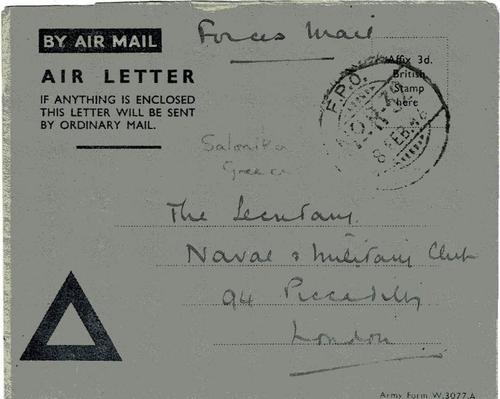 BY AIR MAIL
Forces Mail
AIR LETTER
IF ANYTHING IS ENCLOSED
THIS LETTER WILL BE SENT
BY ORDINARY MAIL.
Affix 3d.
British
Stamp
here
F.P.O.
8 FEB
Salonika
Greece
The Secretary
Naval & Military Club
94 Piccadilly
London
Army Form W.3077.A